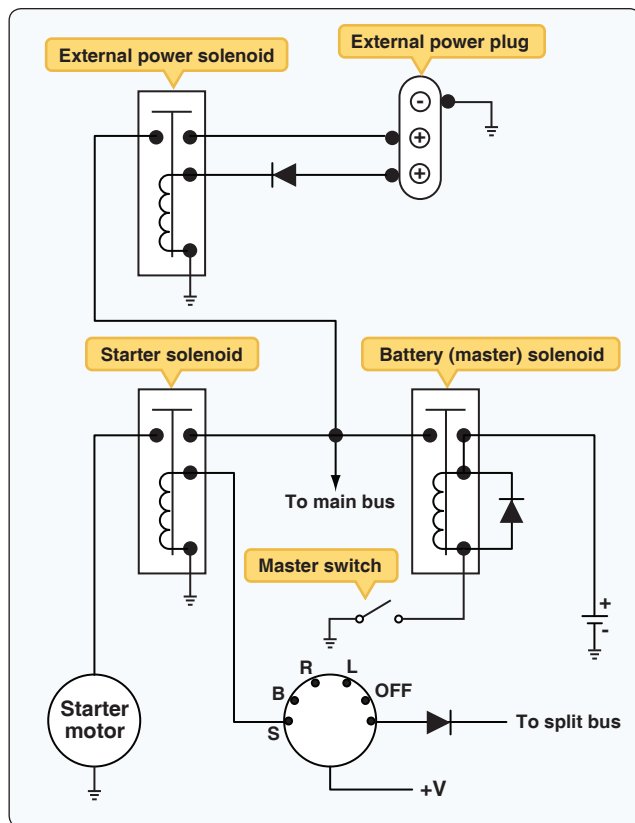 External power solenoid
External power plug
-
+
+
Starter solenoid
Battery (master) solenoid
To main bus
Master switch
+
-
R
L
B
OFF
S
Starter
motor
To split bus
+V